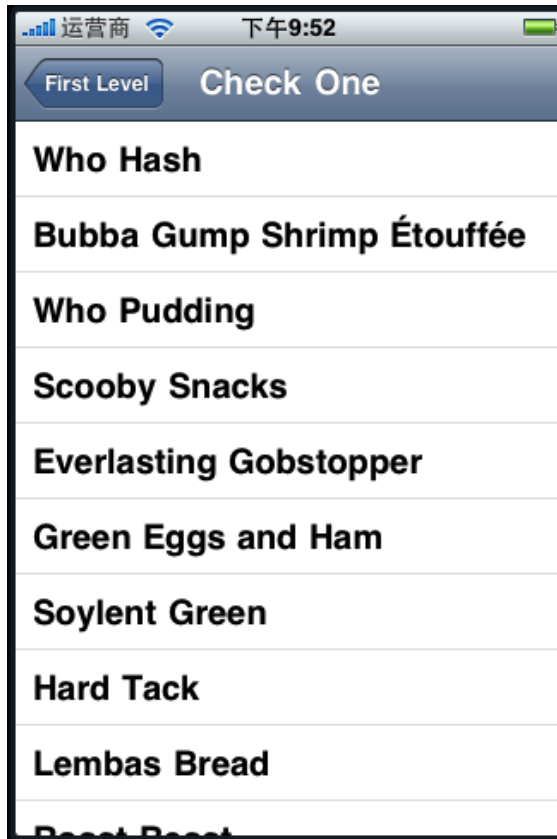 运营商 下午9:52
First Level Check One
Who Hash
Bubba Gump Shrimp Étouffée
Who Pudding
Scooby Snacks
Everlasting Gobstopper
Green Eggs and Ham
Soylent Green
Hard Tack
Lembas Bread